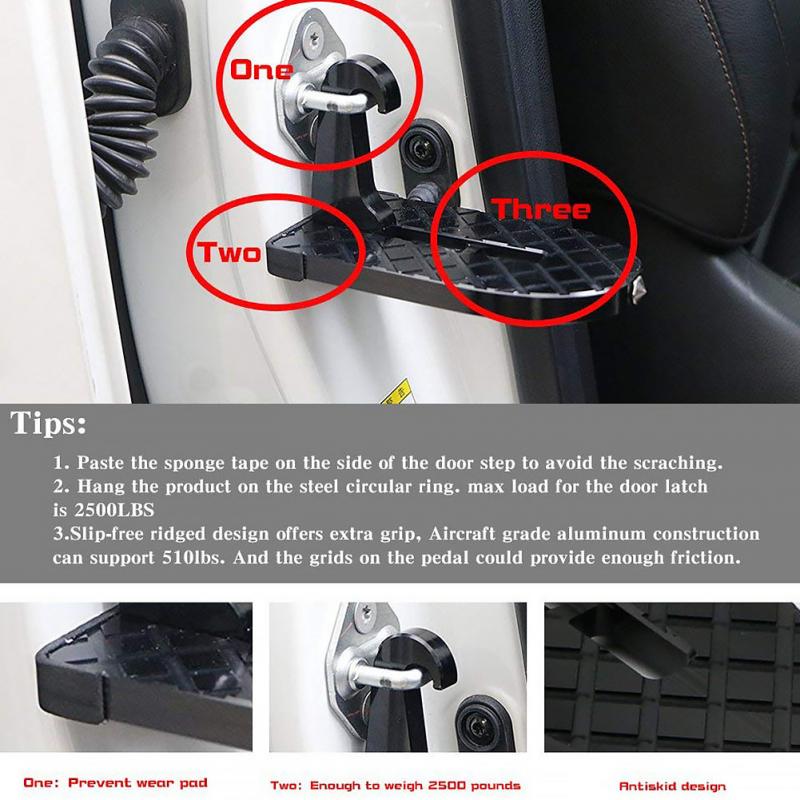 One
Two
Three
Tips:
1. Paste the sponge tape on the side of the door step to avoid the scraching.
2. Hang the product on the steel circular ring. max load for the door latch
is 2500LBS
3.Slip-free ridged design offers extra grip, Aircraft grade aluminum construction
can support 510lbs. And the grids on the pedal could provide enough friction.
One: Prevent wear pad
Two: Enough to weigh 2500 pounds
Antiskid design